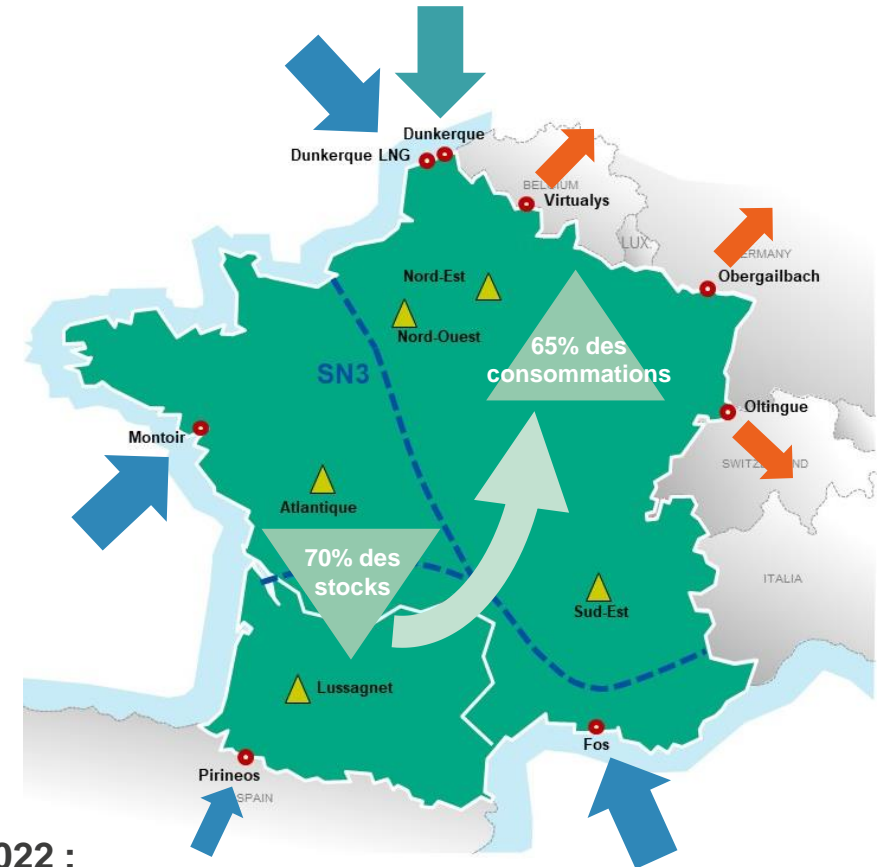 Dunkerque
Dunkerque LNG
BELGIUM
Virtualys
LUX
GERMANY
Nord-Est
Obergailbach
Nord-Ouest
65% des
consommations
SN3
Oltingue
Montoir
SWITZERLAND
Atlantique
70% des
stocks
ITALIA
Sud-Est
Lussagnet
Fos
Pirineos
SPAIN
022 :